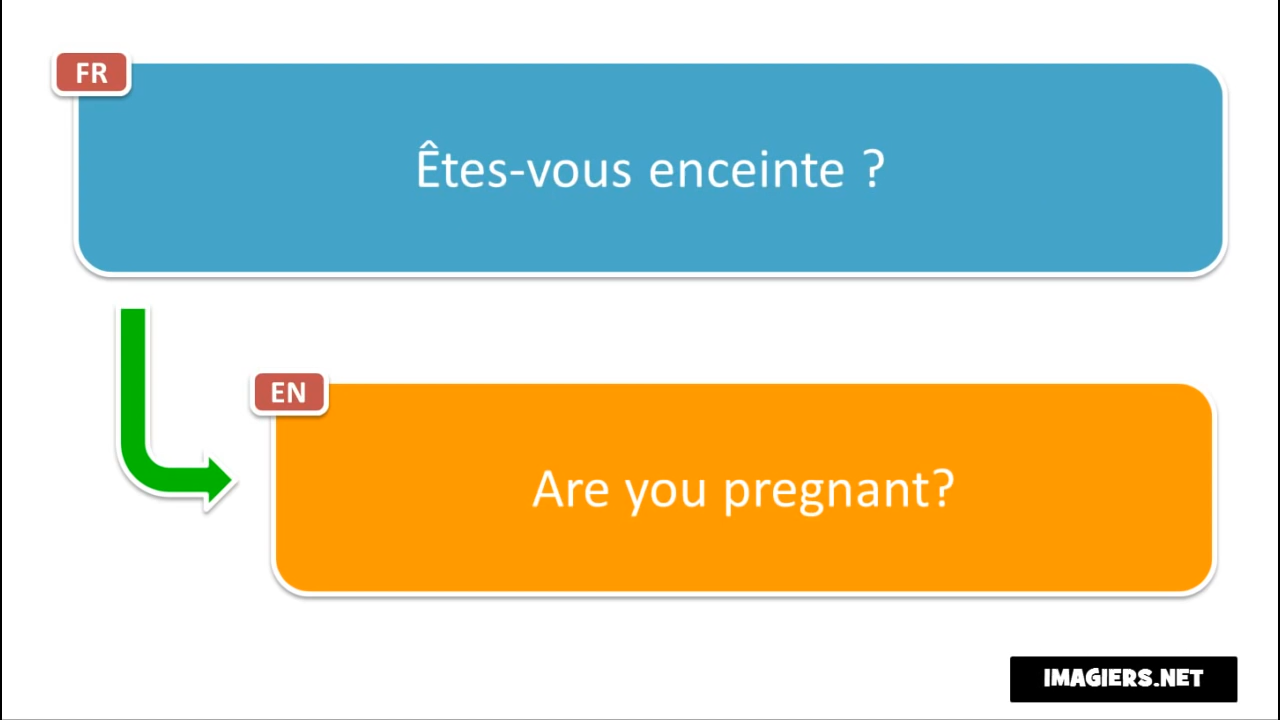 FR
Êtes-vous enceinte ?
EN
Are you pregnant?
IMAGIERS.NET